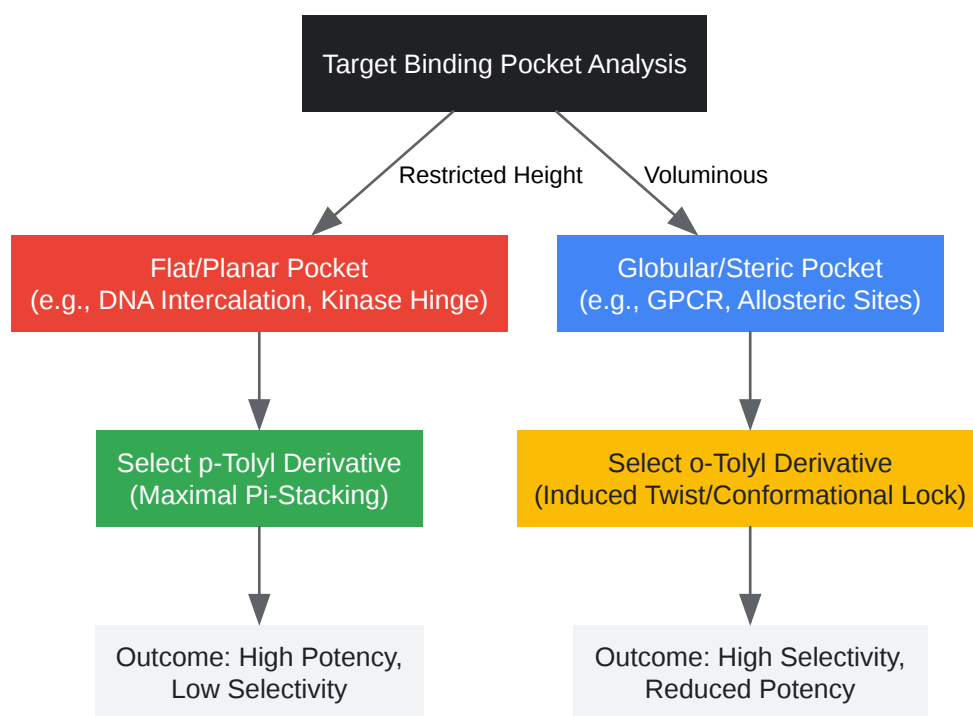 Target Binding Pocket Analysis
Restricted Height
Voluminous
Flat/Planar Pocket
(e.g., DNA Intercalation, Kinase Hinge)
Globular/Steric Pocket
(e.g., GPCR, Allosteric Sites)
Select p-Tolyl Derivative
(Maximal Pi-Stacking)
Select o-Tolyl Derivative
(Induced Twist/Conformational Lock)
Outcome: High Potency,
Low Selectivity
Outcome: High Selectivity,
Reduced Potency